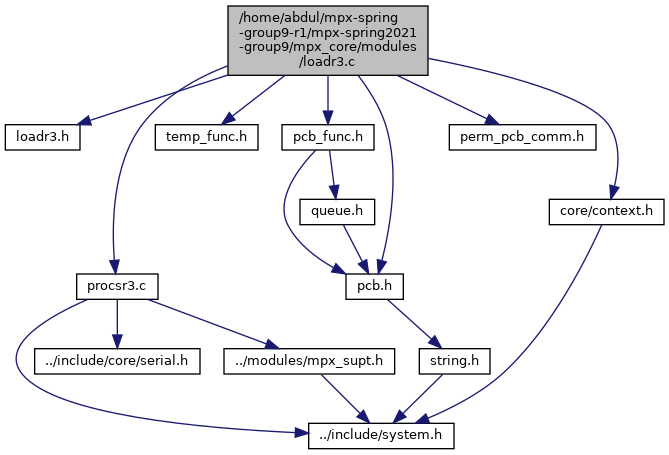 /home/abdul/mpx-spring
-group9-r1/mpx-spring2021
-group9/mpx_core/modules
/loadr3.c
loadr3.h
temp_func.h
pcb_func.h
perm_pcb_comm.h
queue.h
core/context.h
procsr3.c
pcb.h
../include/core/serial.h
../modules/mpx_supt.h
string.h
../include/system.h